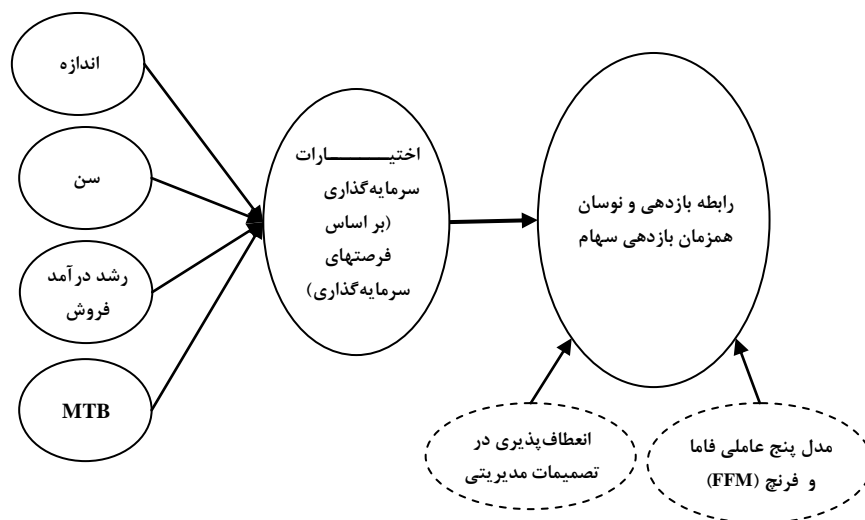 اندازه
سن
رشد درآمد
فروش
MTB
اختیــــــــارات
سرمایه‌گذاری
(بر اساس
فرصتهای
سرمایه‌گذاری)
رابطه بازدهی و نوسان
همزمان بازدهی سهام
انعطاف‌پذیری در
تصمیمات مدیریتی
مدل پنج عاملی فاما
و فرنچ (FFM)